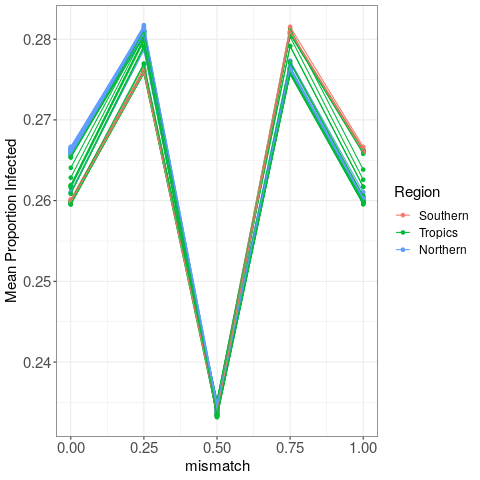 Mean Proportion Infected
0.28
0.27
0.26
0.25
0.24
0.00 0.25 0.50 0.75 1.00
mismatch
Region
Southern
Tropics
Northern